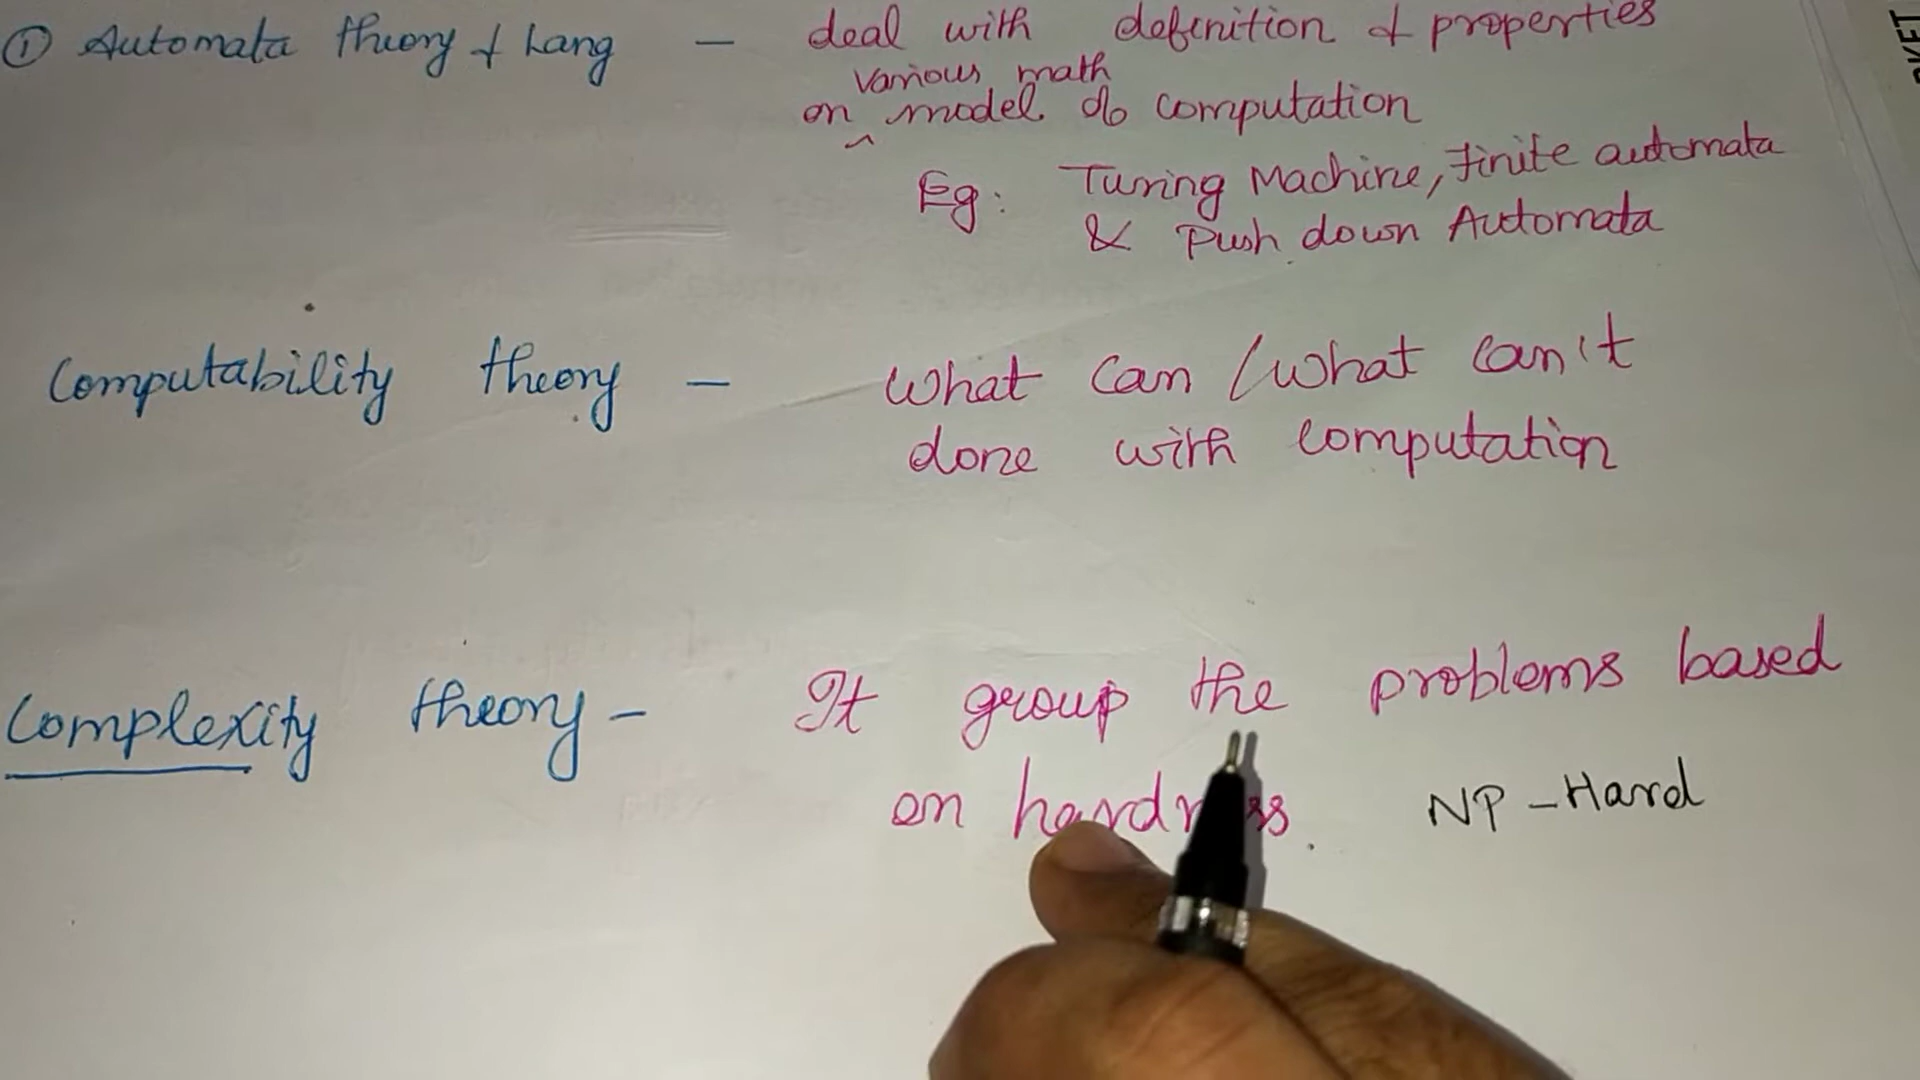 ① Automata theory & Lang – deal with definition & properties
various math
on ^ model of computation
Eg: Turing Machine, Finite automata
& Push down Automata
Computability theory – What can / what can't
done with computation
Complexity theory – It group the problems based
on hardness. NP-Hard